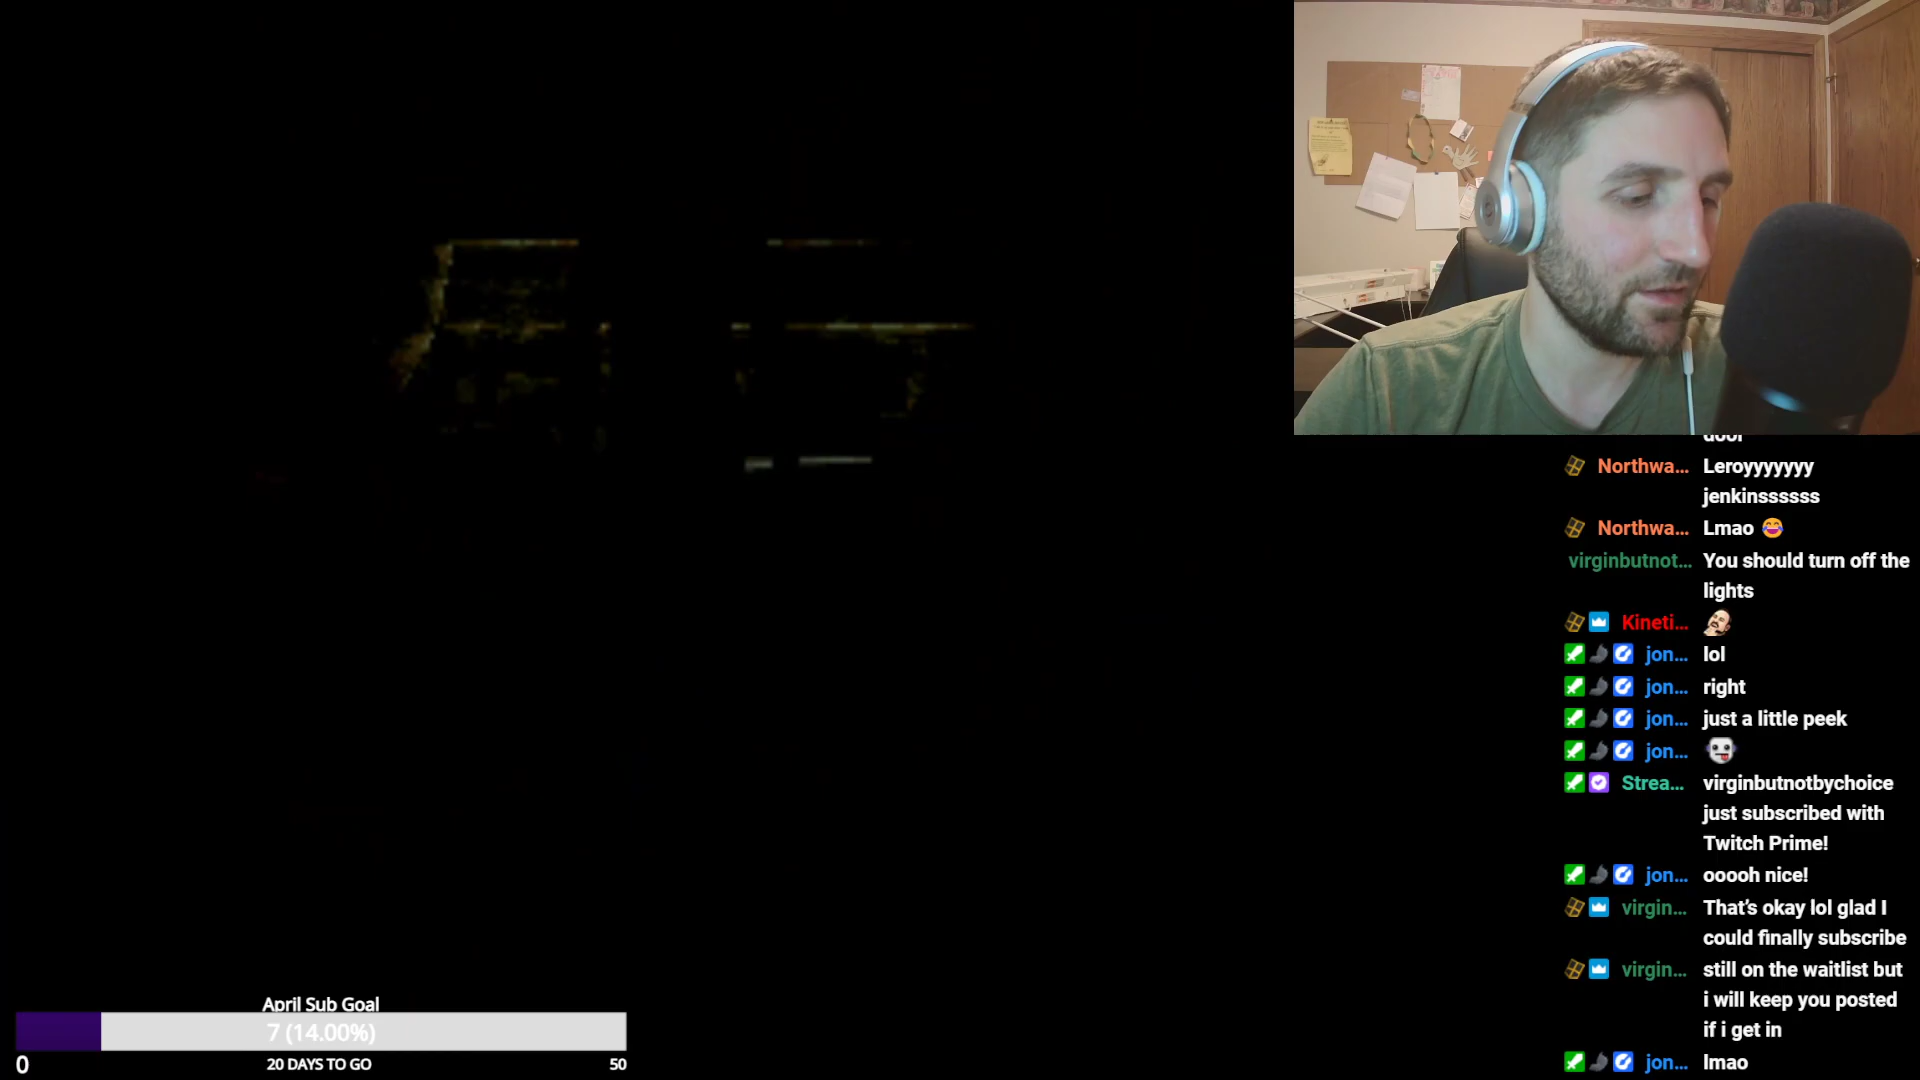 Northwa... Leroyyyyyyy
jenkinssssss
Northwa... Lmao 😂
virginbutnot... You should turn off the
lights
Kineti...
jon... lol
jon... right
jon... just a little peek
jon...
Strea... virginbutnotbychoice
just subscribed with
Twitch Prime!
jon... ooooh nice!
virgin... That’s okay lol glad I
could finally subscribe
virgin... still on the waitlist but
i will keep you posted
if i get in
jon... lmao
April Sub Goal
7 (14.00%)
0 20 DAYS TO GO 50